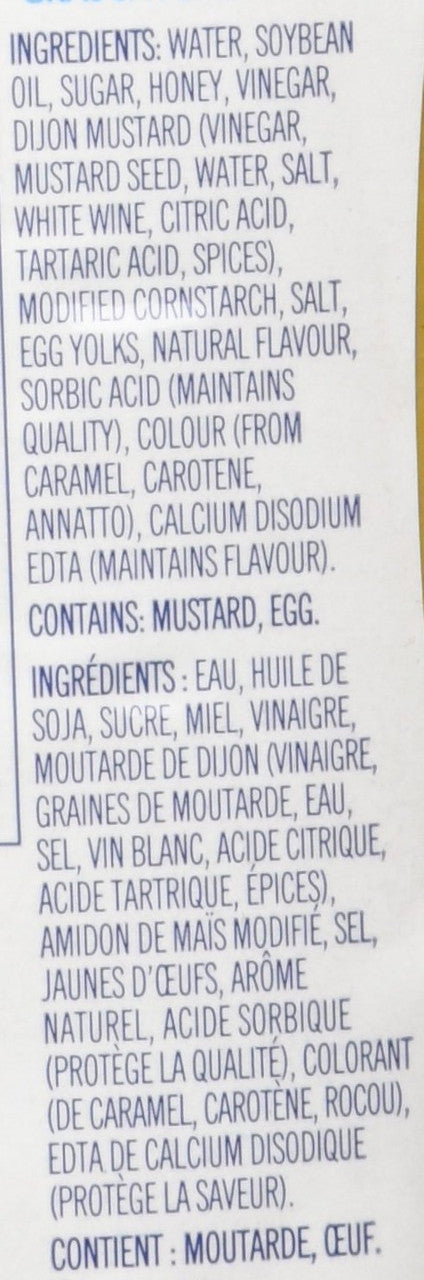 INGREDIENTS: WATER, SOYBEAN
OIL, SUGAR, HONEY, VINEGAR,
DIJON MUSTARD (VINEGAR,
MUSTARD SEED, WATER, SALT,
WHITE WINE, CITRIC ACID,
TARTARIC ACID, SPICES),
MODIFIED CORNSTARCH, SALT,
EGG YOLKS, NATURAL FLAVOUR,
SORBIC ACID (MAINTAINS
QUALITY), COLOUR (FROM
CARAMEL, CAROTENE,
ANNATTO), CALCIUM DISODIUM
EDTA (MAINTAINS FLAVOUR).
CONTAINS: MUSTARD, EGG.
INGRÉDIENTS : EAU, HUILE DE
SOJA, SUCRE, MIEL, VINAIGRE,
MOUTARDE DE DIJON (VINAIGRE,
GRAINES DE MOUTARDE, EAU,
SEL, VIN BLANC, ACIDE CITRIQUE,
ACIDE TARTRIQUE, ÉPICES),
AMIDON DE MAÏS MODIFIÉ, SEL,
JAUNES D'ŒUFS, ARÔME
NATUREL, ACIDE SORBIQUE
(PROTÈGE LA QUALITÉ), COLORANT
(DE CARAMEL, CAROTÈNE, ROCOU),
EDTA DE CALCIUM DISODIQUE
(PROTÈGE LA SAVEUR).
CONTIENT : MOUTARDE, ŒUF.